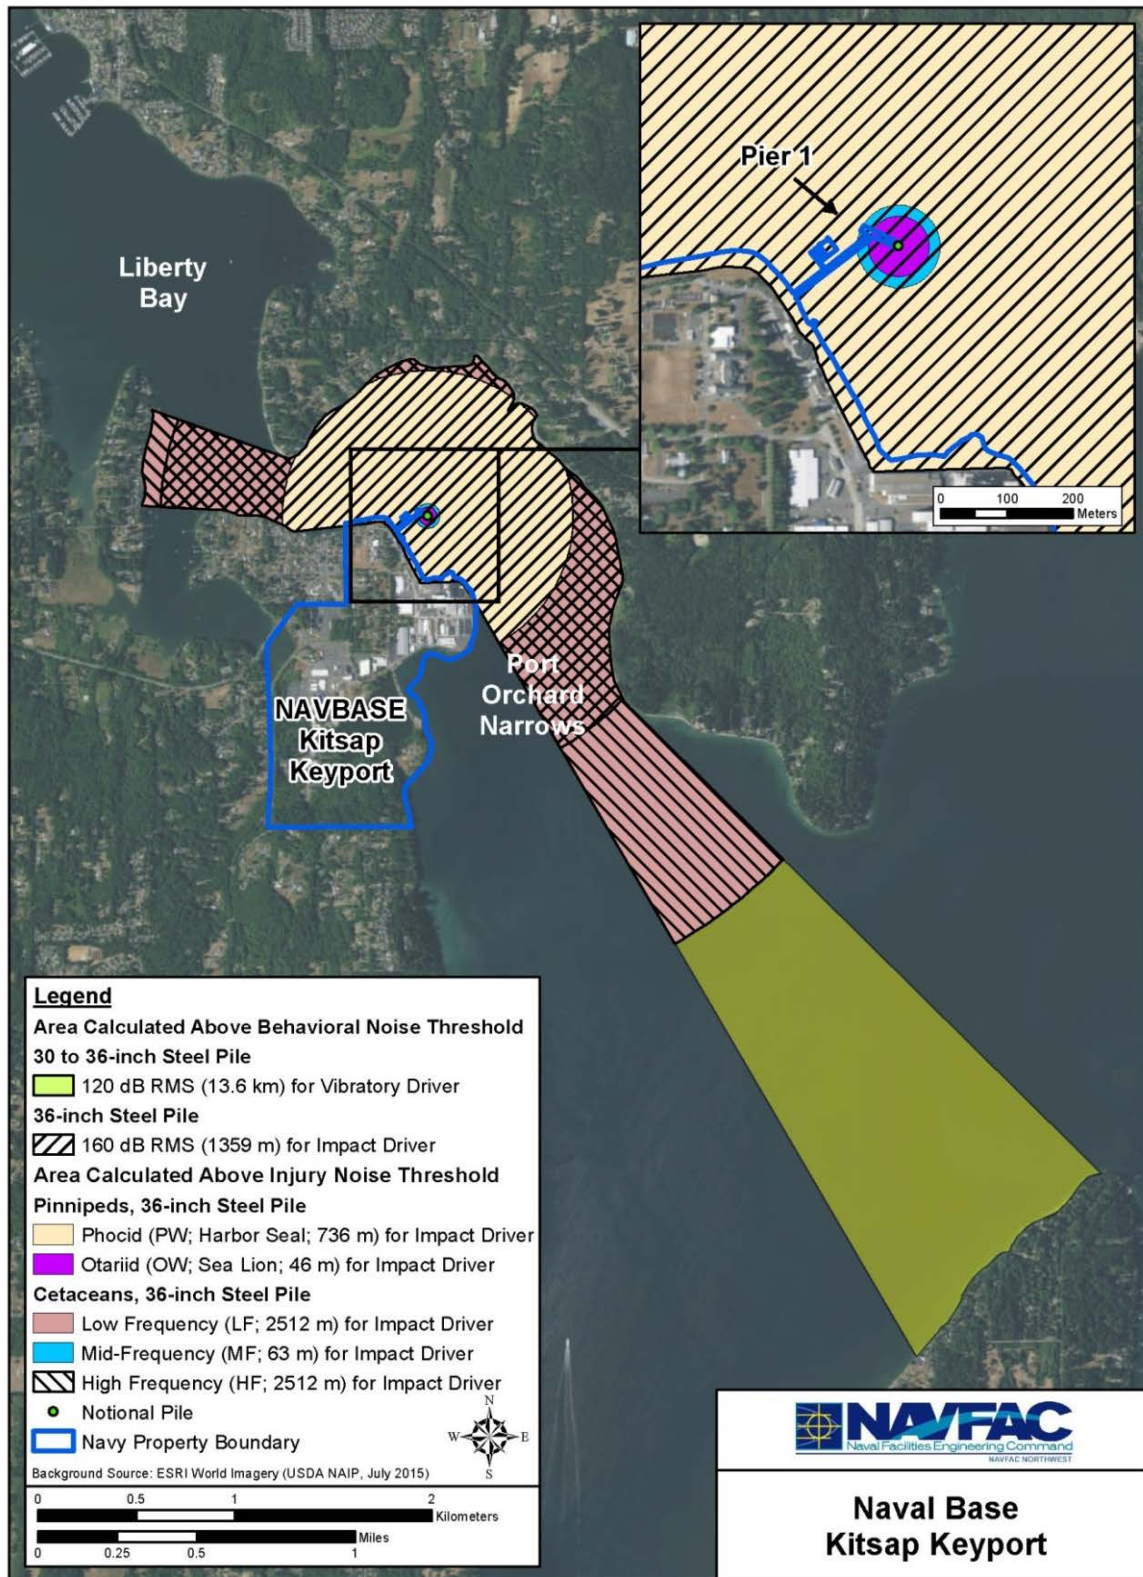 Pier 1
0 100 200
Meters
Liberty
Bay
Port
Orchard
Narrows
NAVBASE
Kitsap
Keyport
Legend
Area Calculated Above Behavioral Noise Threshold
30 to 36-inch Steel Pile
120 dB RMS (13.6 km) for Vibratory Driver
36-inch Steel Pile
160 dB RMS (1359 m) for Impact Driver
Area Calculated Above Injury Noise Threshold
Pinnipeds, 36-inch Steel Pile
Phocid (PW; Harbor Seal; 736 m) for Impact Driver
Otariid (OW; Sea Lion; 46 m) for Impact Driver
Cetaceans, 36-inch Steel Pile
Low Frequency (LF; 2512 m) for Impact Driver
Mid-Frequency (MF; 63 m) for Impact Driver
High Frequency (HF; 2512 m) for Impact Driver
Notional Pile
Navy Property Boundary
N
W E
S
Background Source: ESRI World Imagery (USDA NAIP, July 2015)
0 0.5 1 2
Kilometers
Miles
0 0.25 0.5 1
NAVFAC
Naval Facilities Engineering Command
NAVFAC NORTHWEST
Naval Base
Kitsap Keyport